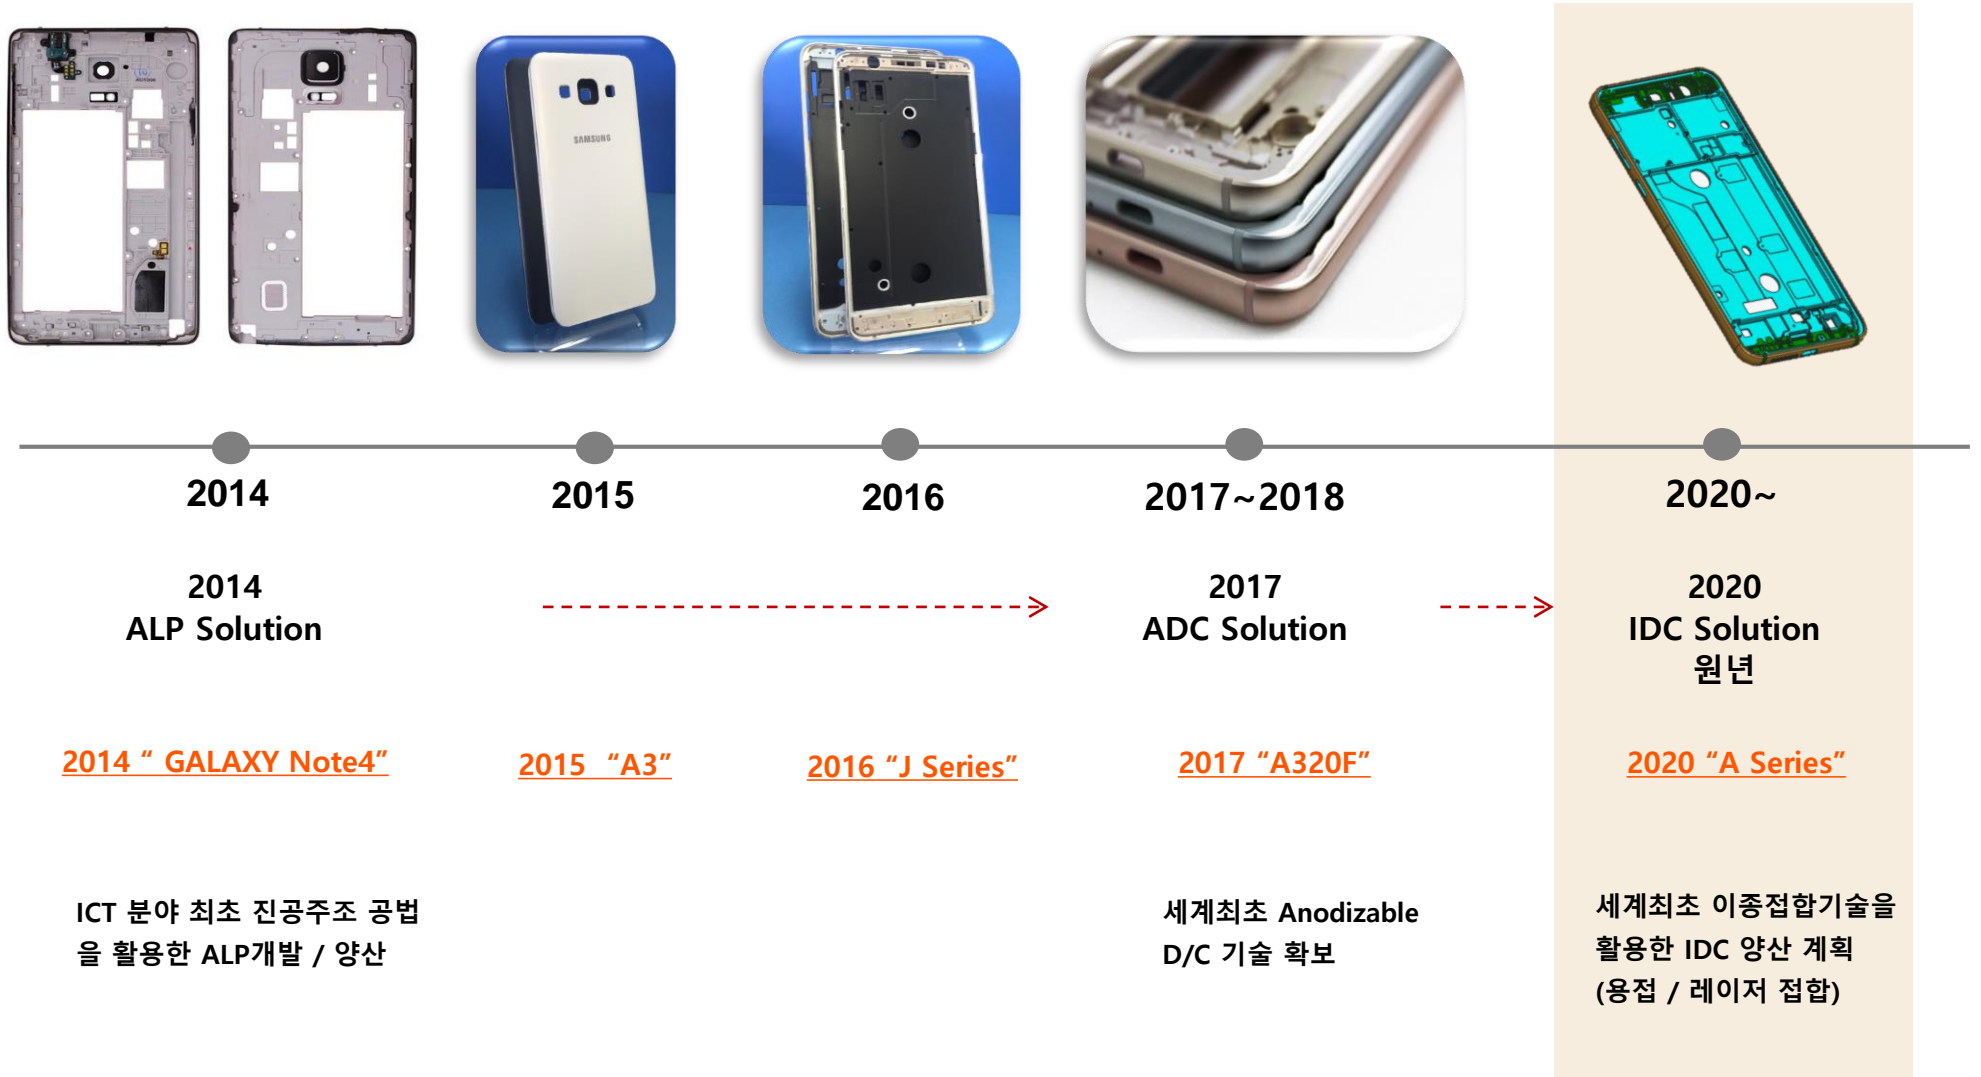 SAMSUNG
2014
2015
2016
2017~2018
2020~
2014
ALP Solution
2017
ADC Solution
2020
IDC Solution
원년
2014 “ GALAXY Note4”
2015 “A3”
2016 “J Series”
2017 “A320F”
2020 “A Series”
ICT 분야 최초 진공주조 공법
을 활용한 ALP개발 / 양산
세계최초 Anodizable
D/C 기술 확보
세계최초 이종접합기술을
활용한 IDC 양산 계획
(용접 / 레이저 접합)